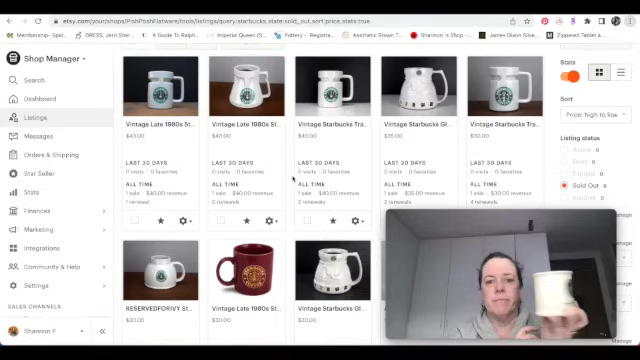 etsy.com/your/shops/PishPoshFlatware/tools/listings/query:starbucks,state:sold_out,sort:price,stats:true
Membership- Spel... DRESS, Jerri Sher... A Guide To Ralph... Imperial Queen (S... Pottery - Registra... Aesthetic Brown T... Shannon's Shop -... James Dixon Silver... Zippered Tablet a...
Shop Manager
Search
Dashboard
Listings
Messages
Orders & Shipping
Star Seller
Stats
Finances
Marketing
Integrations
Community & Help
Settings
SALES CHANNELS
Shannon F
Vintage Late 1980s St...
$40.00
LAST 30 DAYS
0 visits 0 favorites
ALL TIME
1 sale $40.00 revenue
1 renewed
Vintage Late 1980s St...
$40.00
LAST 30 DAYS
0 visits 0 favorites
ALL TIME
1 sale $40.00 revenue
0 renewals
Vintage Starbucks Tra...
$40.00
LAST 30 DAYS
0 visits 0 favorites
ALL TIME
1 sale $40.00 revenue
Vintage Starbucks Gl...
$35.00
LAST 30 DAYS
0 visits 0 favorites
ALL TIME
1 sale $35.00 revenue
2 renewals
Vintage Starbucks Tra...
$30.00
LAST 30 DAYS
0 visits 0 favorites
ALL TIME
1 sale $30.00 revenue
4 renewals
RESERVEDFORIVY St...
$30.00
Vintage Late 1980s St...
$30.00
Vintage Starbucks Gl...
Stats
Sort
Price: high to low
Listing status
Active 0
Draft 0
Expired 0
Sold Out 9
Inactive
Manage